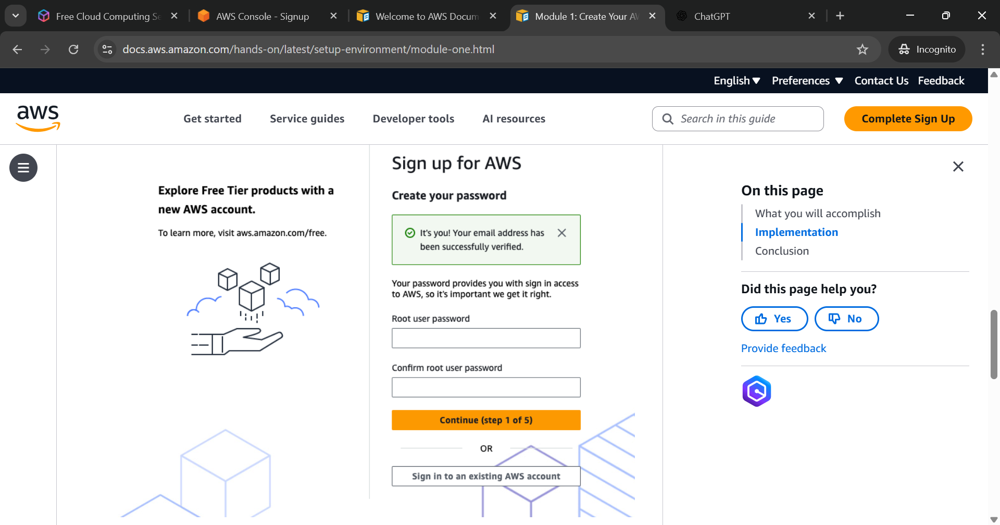 Free Cloud Computing Se
AWS Console - Signup
Welcome to AWS Docum
Module 1: Create Your AW
ChatGPT
docs.aws.amazon.com/hands-on/latest/setup-environment/module-one.html
Incognito
English
Preferences
Contact Us
Feedback
aws
Get started
Service guides
Developer tools
AI resources
Search in this guide
Complete Sign Up
Explore Free Tier products with a
new AWS account.
To learn more, visit aws.amazon.com/free.
Sign up for AWS
Create your password
It's you! Your email address has
been successfully verified.
Your password provides you with sign in access
to AWS, so it's important we get it right.
Root user password
Confirm root user password
Continue (step 1 of 5)
OR
Sign in to an existing AWS account
On this page
What you will accomplish
Implementation
Conclusion
Did this page help you?
Yes
No
Provide feedback